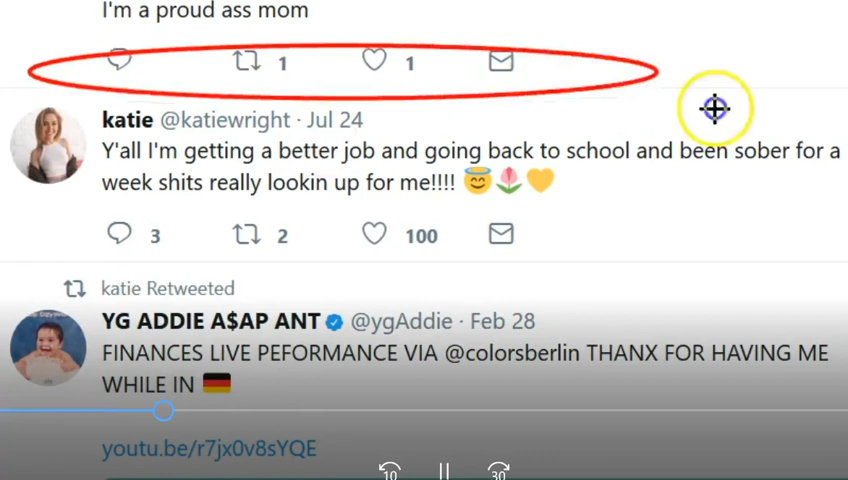 I'm a proud ass mom
1 1
katie @katiewright · Jul 24
Y'all I'm getting a better job and going back to school and been sober for a
week shits really lookin up for me!!!! 😇🌷💛
3 2 100
katie Retweeted
YG ADDIE A$AP ANT @ygAddie · Feb 28
FINANCES LIVE PEFORMANCE VIA @colorsberlin THANX FOR HAVING ME
WHILE IN 🇩🇪
youtu.be/r7jx0v8sYQE
10 30